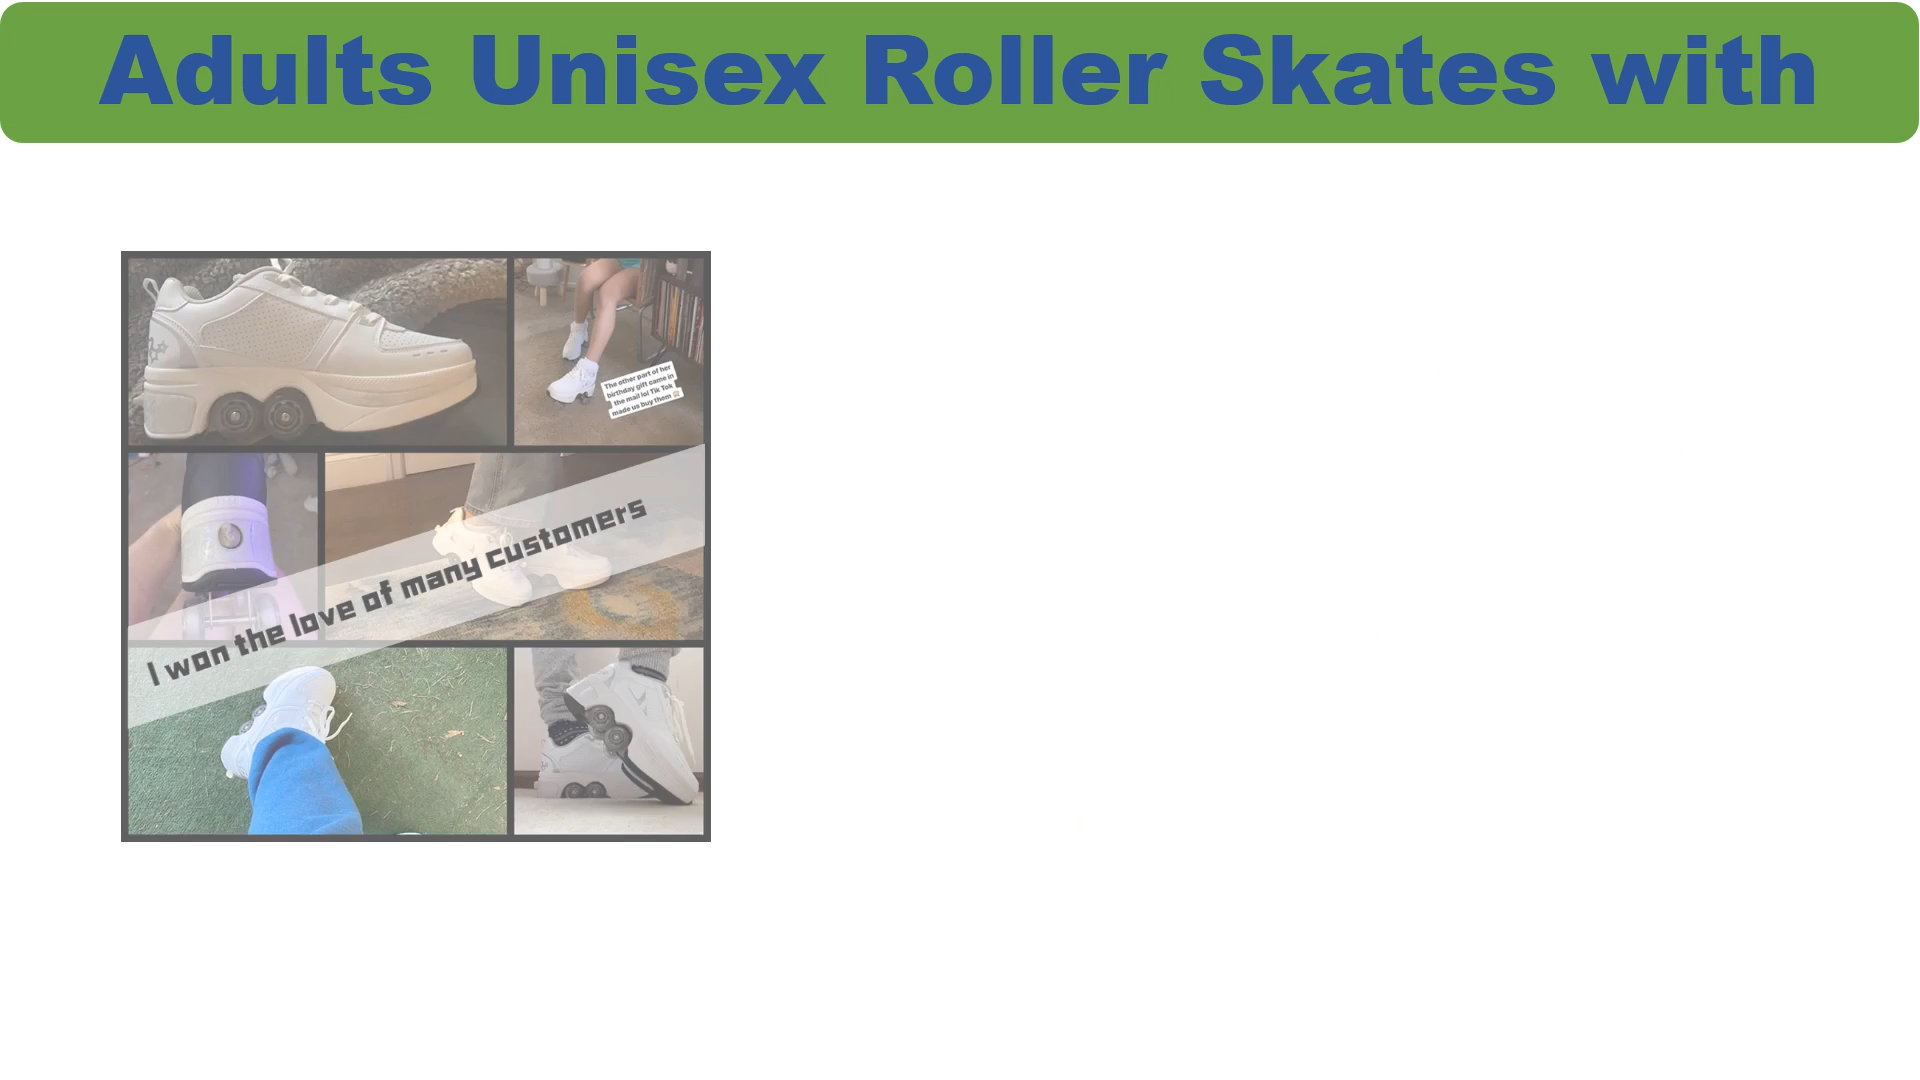 Adults Unisex Roller Skates with
The other part of her
birthday gift came in
the mail lol Tik Tok
made us buy them
I won the love of many customers